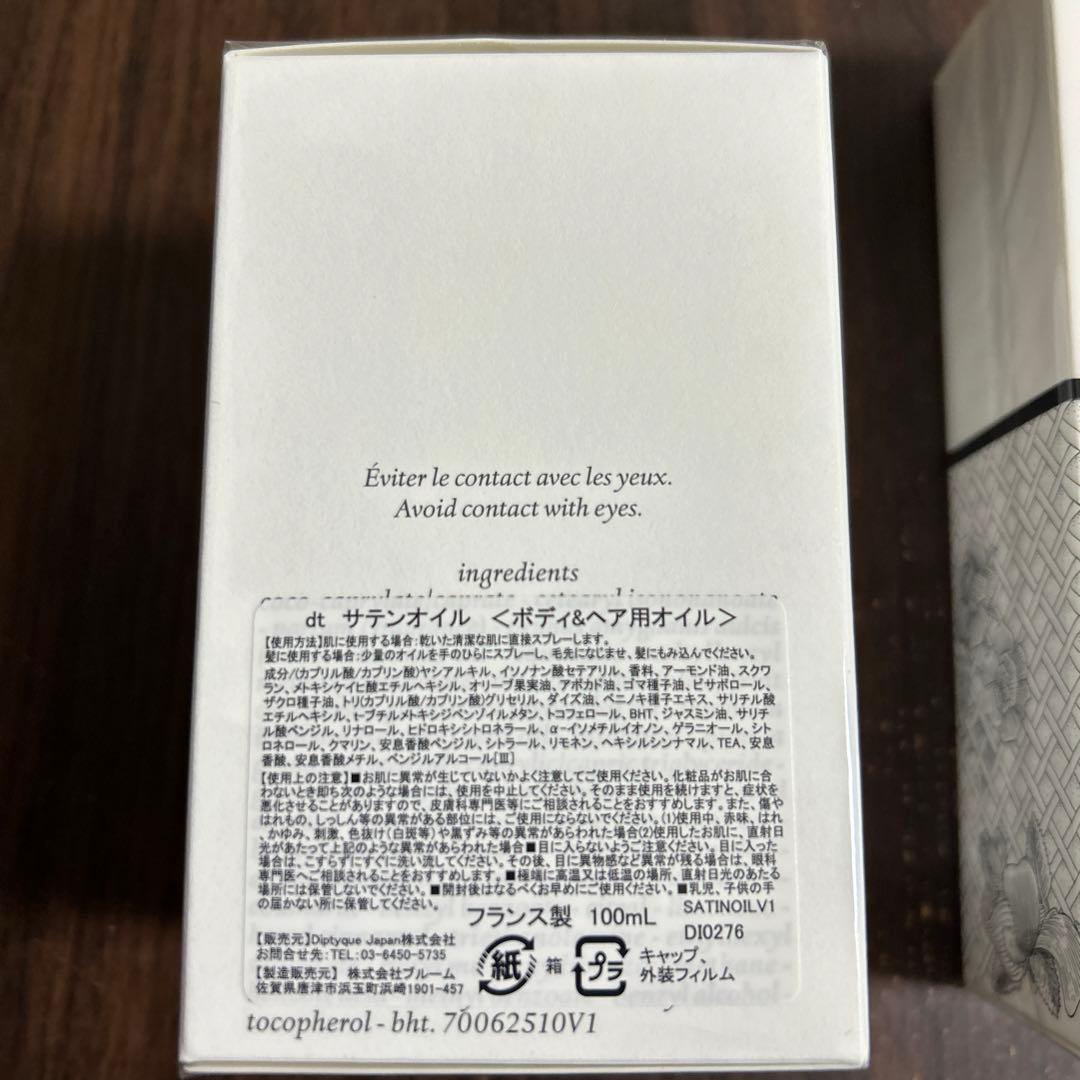 Éviter le contact avec les yeux.
Avoid contact with eyes.
ingredients
dt サテンオイル <ボディ&ヘア用オイル>
【使用方法】肌に使用する場合:乾いた清潔な肌に直接スプレーします。
髪に使用する場合:少量のオイルを手のひらにスプレーし、毛先になじませ、髪にもみ込んでください。
成分/(カプリル酸/カプリン酸)ヤシアルキル、イソノナン酸セテアリル、香料、アーモンド油、スクワ
ラン、メトキシケイヒ酸エチルヘキシル、オリーブ果実油、アボカド油、ゴマ種子油、ビサボロール、
ザクロ種子油、トリ(カプリル酸/カプリン酸)グリセリル、ダイズ油、ベニノキ種子エキス、サリチル酸
エチルヘキシル、t-ブチルメトキシジベンゾイルメタン、トコフェロール、BHT、ジャスミン油、サリチ
ル酸ベンジル、リナロール、ヒドロキシシトロネラール、α-イソメチルイオノン、ゲラニオール、シト
ロネロール、クマリン、安息香酸ベンジル、シトラール、リモネン、ヘキシルシンナマル、TEA、安息
香酸、安息香酸メチル、ベンジルアルコール[Ⅲ]
【使用上の注意】■お肌に異常が生じていないかよく注意してご使用ください。化粧品がお肌に合
わないとき即ち次のような場合には、使用を中止してください。そのまま使用を続けますと、症状を
悪化させることがありますので、皮膚科専門医等にご相談されることをおすすめします。また、傷や
はれもの、しっしん等の異常がある部位には、ご使用にならないでください。(1)使用中、赤味、はれ
、かゆみ、刺激、色抜け(白斑等)や黒ずみ等の異常があらわれた場合(2)使用したお肌に、直射日
光があたって上記のような異常があらわれた場合■目に入らないようご注意ください。目に入った
場合は、こすらずにすぐに洗い流してください。その後、目に異物感など異常が残る場合は、眼科
専門医へご相談されることをおすすめします。■極端に高温又は低温の場所、直射日光のあたる
場所には保管しないでください。■開封後はなるべくお早めにご使用ください。■乳児、子供の手
の届かない所に保管してください。
フランス製 100mL
SATINOILV1
DI0276
【販売元】Diptyque Japan株式会社
お問合せ先:TEL:03-6450-5735
【製造販売元】 株式会社ブルーム
佐賀県唐津市浜玉町浜崎1901-457
紙 箱
プラ キャップ、
外装フィルム
tocopherol - bht. 70062510V1